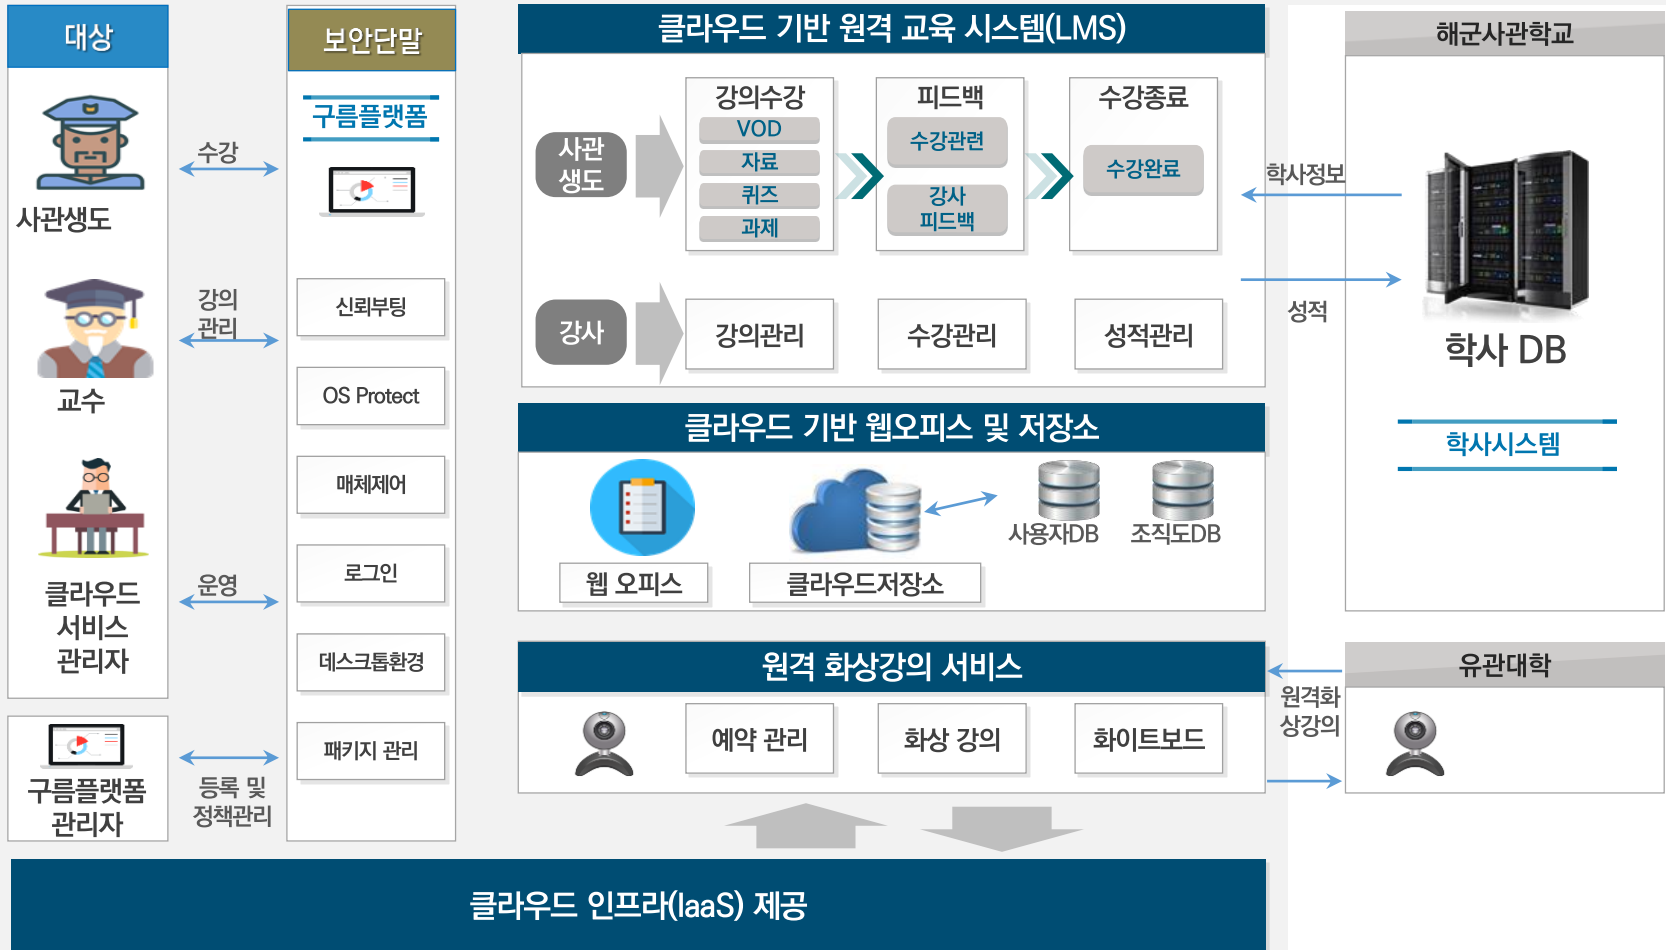 대상
사관생도
교수
클라우드
서비스
관리자
구름플랫폼
관리자
수강
강의
관리
운영
등록 및
정책관리
보안단말
구름플랫폼
신뢰부팅
OS Protect
매체제어
로그인
데스크톱환경
패키지 관리
클라우드 기반 원격 교육 시스템(LMS)
사관
생도
강의수강
VOD
자료
퀴즈
과제
피드백
수강관련
강사
피드백
수강종료
수강완료
강사
강의관리
수강관리
성적관리
클라우드 기반 웹오피스 및 저장소
웹 오피스
클라우드저장소
사용자DB
조직도DB
원격 화상강의 서비스
예약 관리
화상 강의
화이트보드
학사정보
성적
원격화
상강의
해군사관학교
학사 DB
학사시스템
유관대학
클라우드 인프라(IaaS) 제공